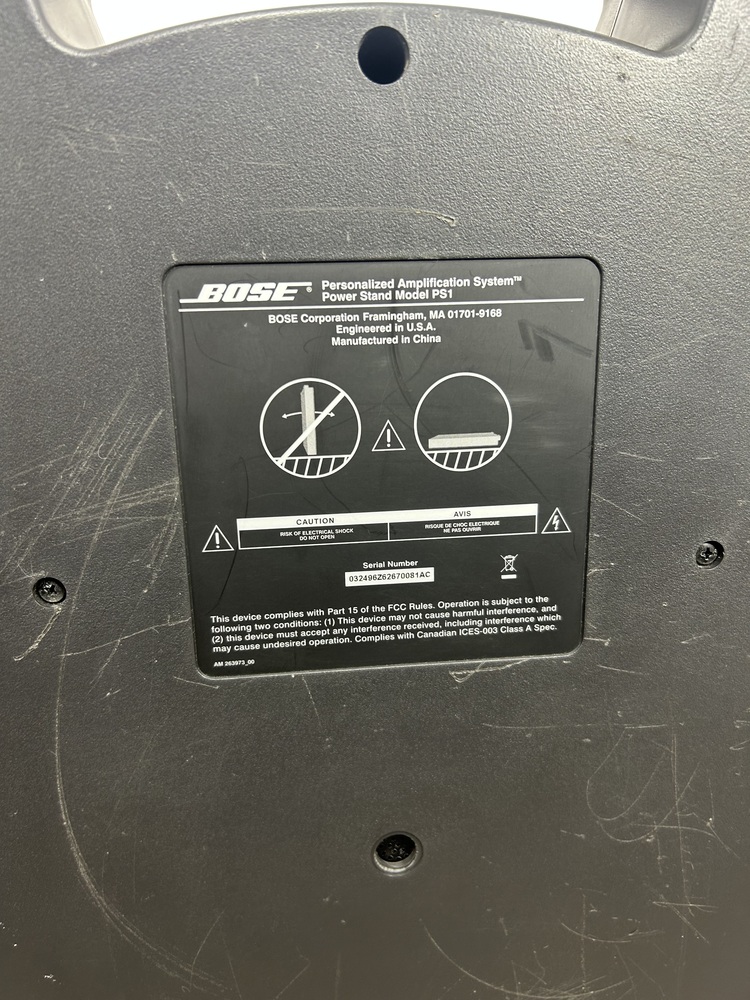 BOSE® Personalized Amplification System™
Power Stand Model PS1
BOSE Corporation Framingham, MA 01701-9168
Engineered in U.S.A.
Manufactured in China
CAUTION
RISK OF ELECTRICAL SHOCK
DO NOT OPEN
AVIS
RISQUE DE CHOC ELECTRIQUE
NE PAS OUVRIR
Serial Number
032496Z62670081AC
This device complies with Part 15 of the FCC Rules. Operation is subject to the
following two conditions: (1) This device may not cause harmful interference, and
(2) this device must accept any interference received, including interference which
may cause undesired operation. Complies with Canadian ICES-003 Class A Spec.
AM 263973_00